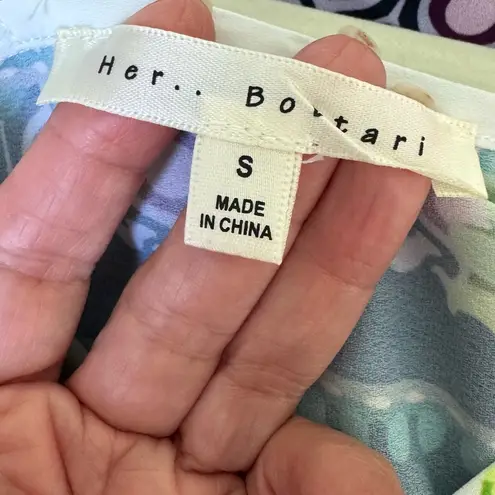 Her.. Bottari
S
MADE
IN CHINA